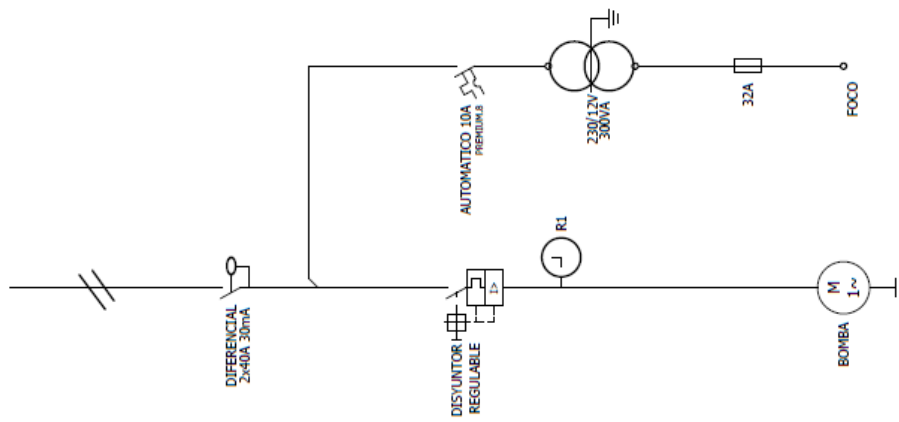 DIFERENCIAL
2x40A 30mA
DISYUNTOR
REGULABLE
I>
R1
M
1~
BOMBA
AUTOMATICO 10A
PREMIUM.8
230/12V
300VA
32A
FOCO